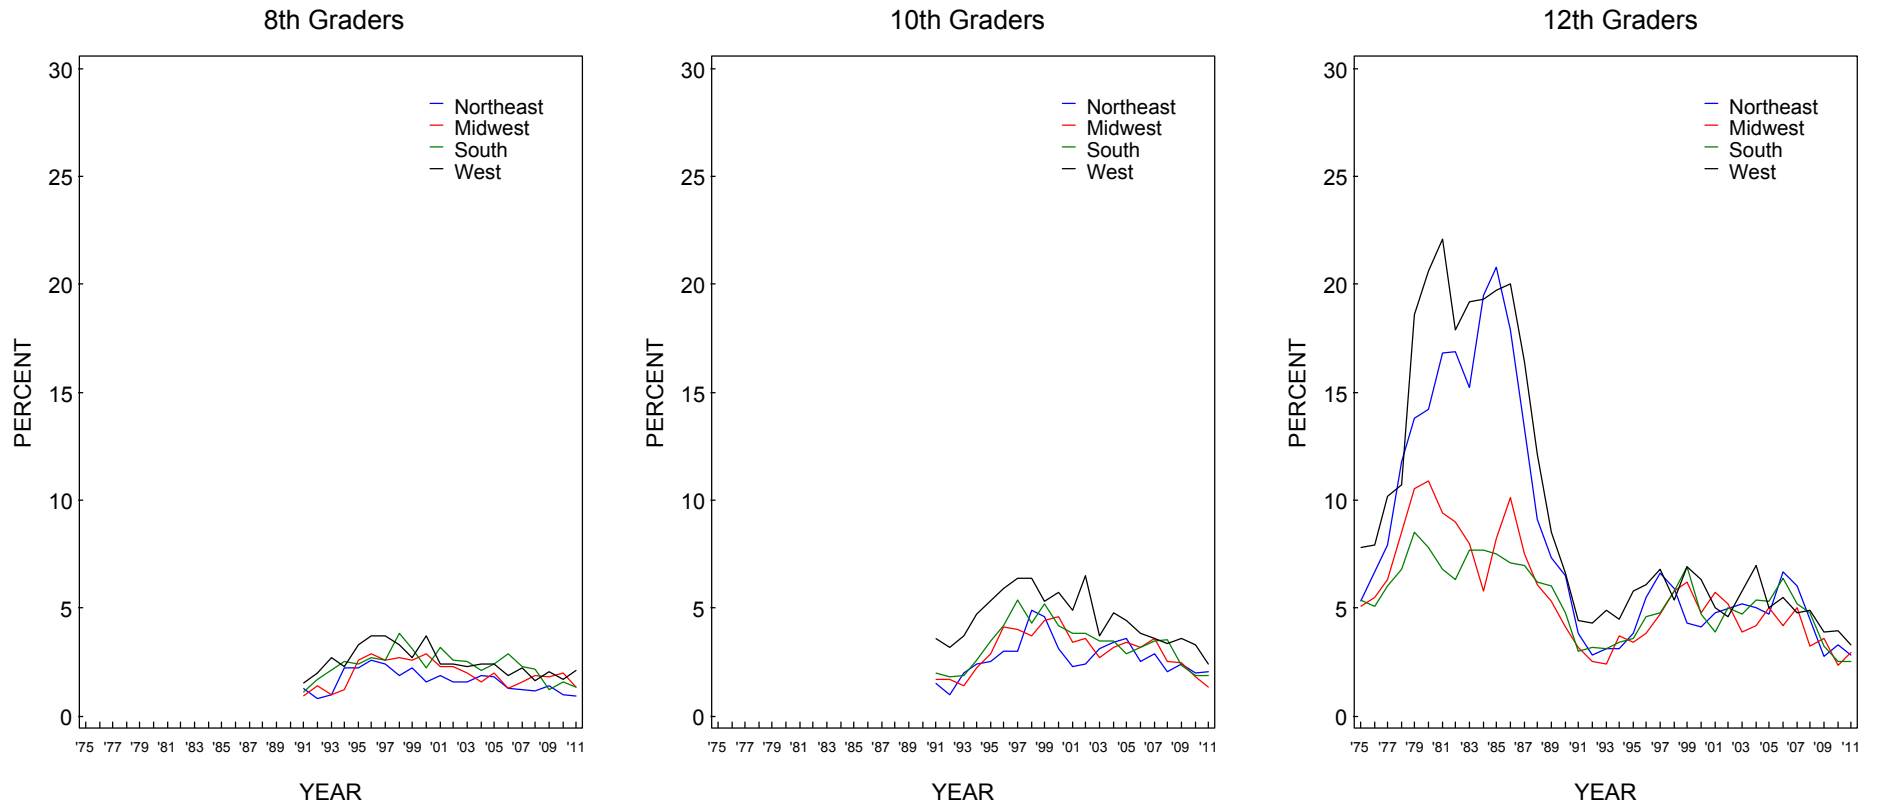 8th Graders
30
25
20
15
10
5
0
PERCENT
Northeast
Midwest
South
West
'75 '77 '79 '81 '83 '85 '87 '89 '91 '93 '95 '97 '99 '01 '03 '05 '07 '09 '11
YEAR
10th Graders
30
25
20
15
10
5
0
PERCENT
Northeast
Midwest
South
West
'75 '77 '79 '81 '83 '85 '87 '89 '91 '93 '95 '97 '99 '01 '03 '05 '07 '09 '11
YEAR
12th Graders
30
25
20
15
10
5
0
PERCENT
Northeast
Midwest
South
West
'75 '77 '79 '81 '83 '85 '87 '89 '91 '93 '95 '97 '99 '01 '03 '05 '07 '09 '11
YEAR